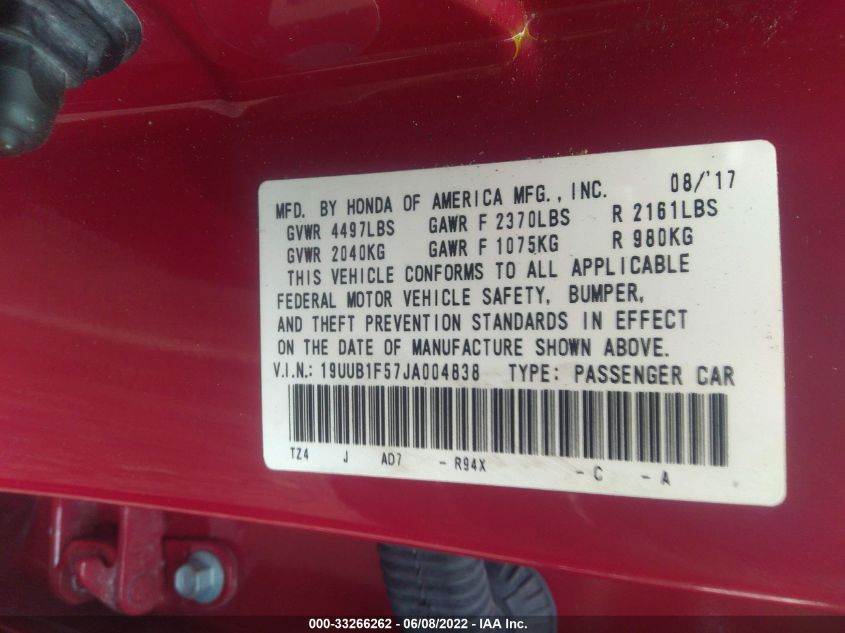 MFD. BY HONDA OF AMERICA MFG., INC. 08/'17
GVWR 4497LBS GAWR F 2370LBS R 2161LBS
GVWR 2040KG GAWR F 1075KG R 980KG
THIS VEHICLE CONFORMS TO ALL APPLICABLE
FEDERAL MOTOR VEHICLE SAFETY, BUMPER,
AND THEFT PREVENTION STANDARDS IN EFFECT
ON THE DATE OF MANUFACTURE SHOWN ABOVE.
V.I.N.: 19UUB1F57JA004838 TYPE: PASSENGER CAR
TZ4 J AD7 - R94X - C - A
000-33266262 - 06/08/2022 - IAA Inc.